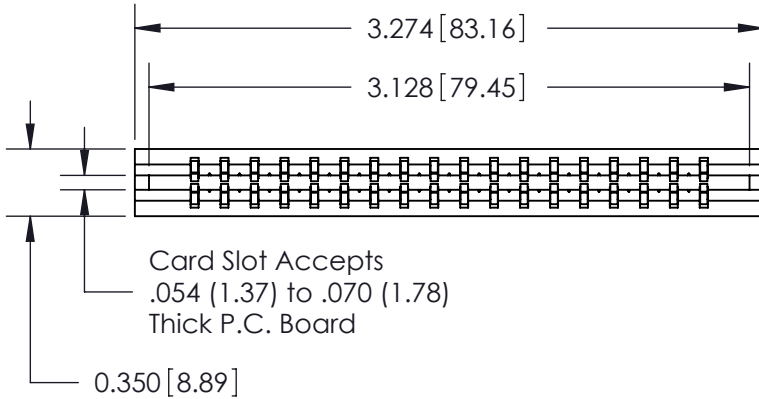 3.274 [83.16]
3.128 [79.45]
Card Slot Accepts
.054 (1.37) to .070 (1.78)
Thick P.C. Board
0.350 [8.89]